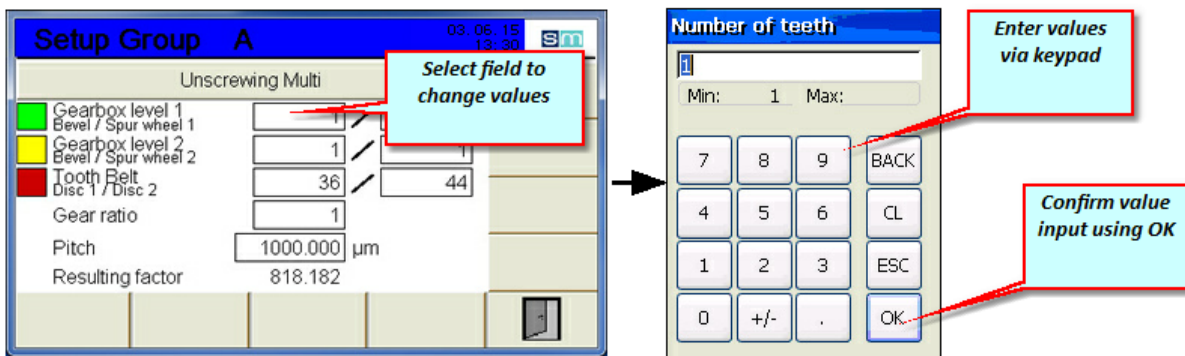 Setup Group A
03. 06. 15
13: 30
sm
Unscrewing Multi
Select field to
change values
Gearbox level 1
Bevel / Spur wheel 1
1 /
Gearbox level 2
Bevel / Spur wheel 2
1 / 1
Tooth Belt
Disc 1 / Disc 2
36 / 44
Gear ratio
1
Pitch
1000.000 µm
Resulting factor
818.182
Number of teeth
1
Min: 1 Max:
7 8 9 BACK
4 5 6 CL
1 2 3 ESC
0 +/- . OK
Enter values
via keypad
Confirm value
input using OK